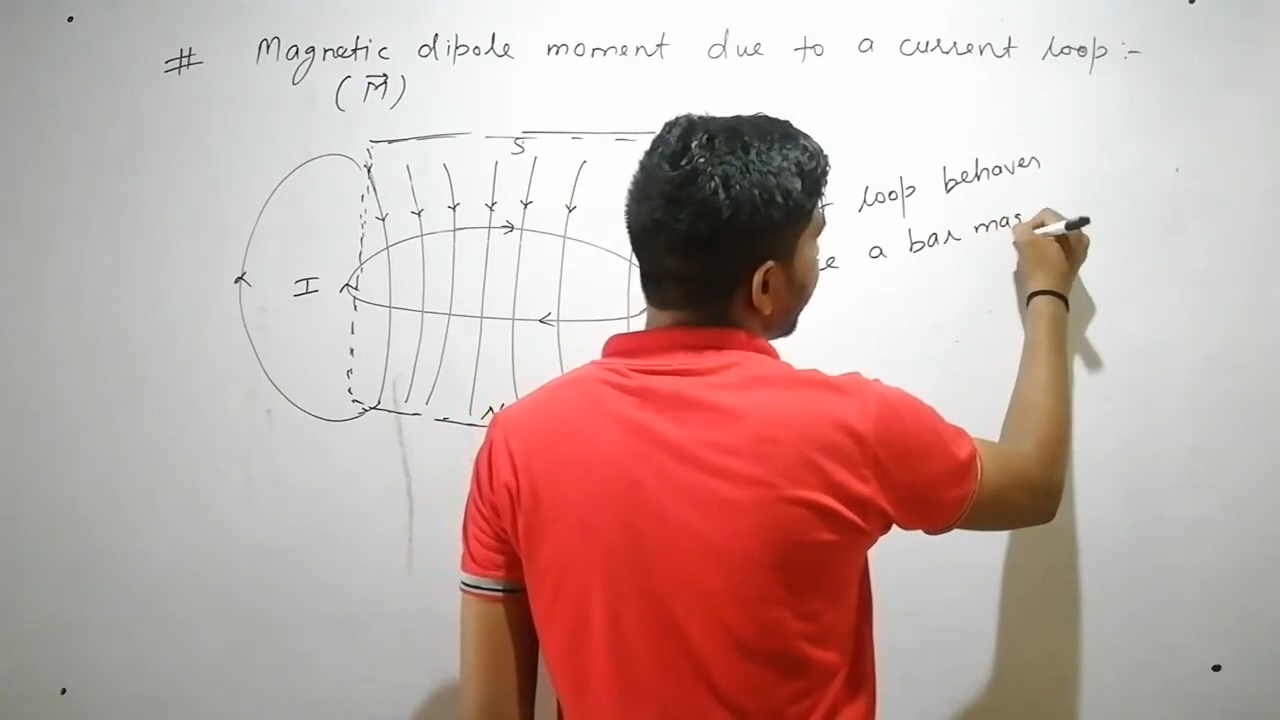 # Magnetic dipole moment due to a current loop :-
(M⃗)
S
I
N
loop behaves
a bar mag